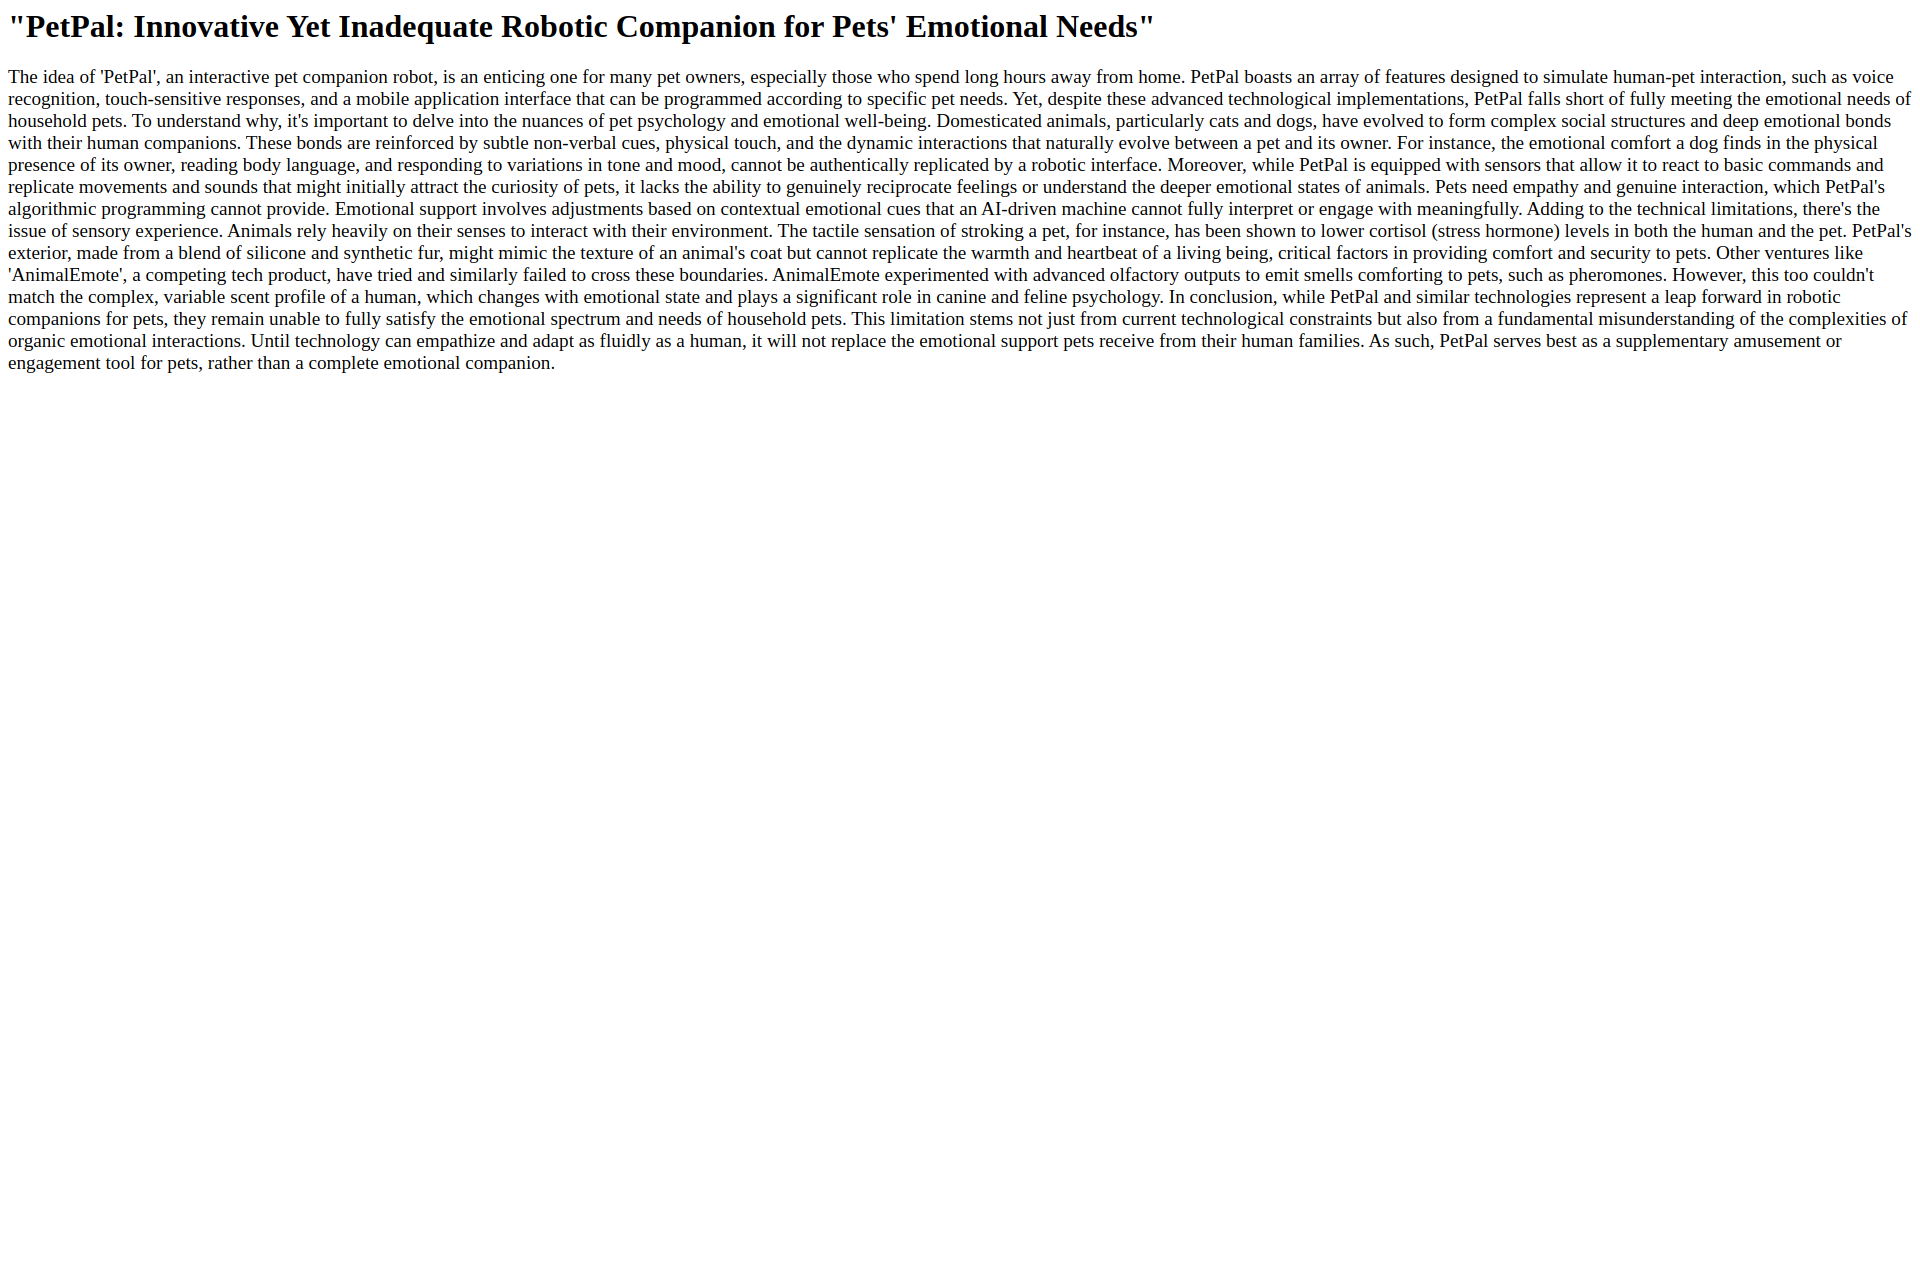 "PetPal: Innovative Yet Inadequate Robotic Companion for Pets' Emotional Needs"
The idea of 'PetPal', an interactive pet companion robot, is an enticing one for many pet owners, especially those who spend long hours away from home. PetPal boasts an array of features designed to simulate human-pet interaction, such as voice
recognition, touch-sensitive responses, and a mobile application interface that can be programmed according to specific pet needs. Yet, despite these advanced technological implementations, PetPal falls short of fully meeting the emotional needs of
household pets. To understand why, it's important to delve into the nuances of pet psychology and emotional well-being. Domesticated animals, particularly cats and dogs, have evolved to form complex social structures and deep emotional bonds
with their human companions. These bonds are reinforced by subtle non-verbal cues, physical touch, and the dynamic interactions that naturally evolve between a pet and its owner. For instance, the emotional comfort a dog finds in the physical
presence of its owner, reading body language, and responding to variations in tone and mood, cannot be authentically replicated by a robotic interface. Moreover, while PetPal is equipped with sensors that allow it to react to basic commands and
replicate movements and sounds that might initially attract the curiosity of pets, it lacks the ability to genuinely reciprocate feelings or understand the deeper emotional states of animals. Pets need empathy and genuine interaction, which PetPal's
algorithmic programming cannot provide. Emotional support involves adjustments based on contextual emotional cues that an AI-driven machine cannot fully interpret or engage with meaningfully. Adding to the technical limitations, there's the
issue of sensory experience. Animals rely heavily on their senses to interact with their environment. The tactile sensation of stroking a pet, for instance, has been shown to lower cortisol (stress hormone) levels in both the human and the pet. PetPal's
exterior, made from a blend of silicone and synthetic fur, might mimic the texture of an animal's coat but cannot replicate the warmth and heartbeat of a living being, critical factors in providing comfort and security to pets. Other ventures like
'AnimalEmote', a competing tech product, have tried and similarly failed to cross these boundaries. AnimalEmote experimented with advanced olfactory outputs to emit smells comforting to pets, such as pheromones. However, this too couldn't
match the complex, variable scent profile of a human, which changes with emotional state and plays a significant role in canine and feline psychology. In conclusion, while PetPal and similar technologies represent a leap forward in robotic
companions for pets, they remain unable to fully satisfy the emotional spectrum and needs of household pets. This limitation stems not just from current technological constraints but also from a fundamental misunderstanding of the complexities of
organic emotional interactions. Until technology can empathize and adapt as fluidly as a human, it will not replace the emotional support pets receive from their human families. As such, PetPal serves best as a supplementary amusement or
engagement tool for pets, rather than a complete emotional companion.